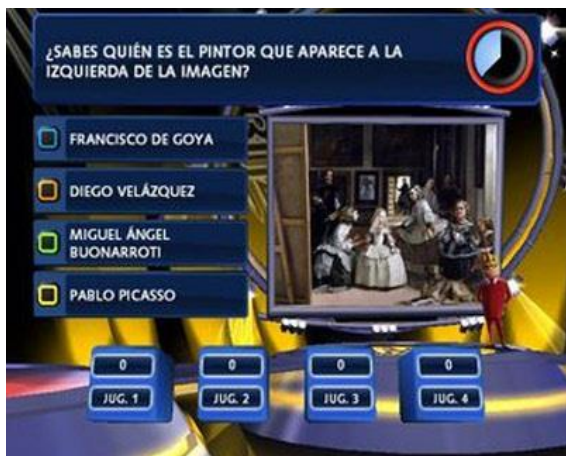 ¿SABES QUIÉN ES EL PINTOR QUE APARECE A LA
IZQUIERDA DE LA IMAGEN?
FRANCISCO DE GOYA
DIEGO VELÁZQUEZ
MIGUEL ÁNGEL
BUONARROTI
PABLO PICASSO
0
0
0
0
JUG. 1
JUG. 2
JUG. 3
JUG. 4